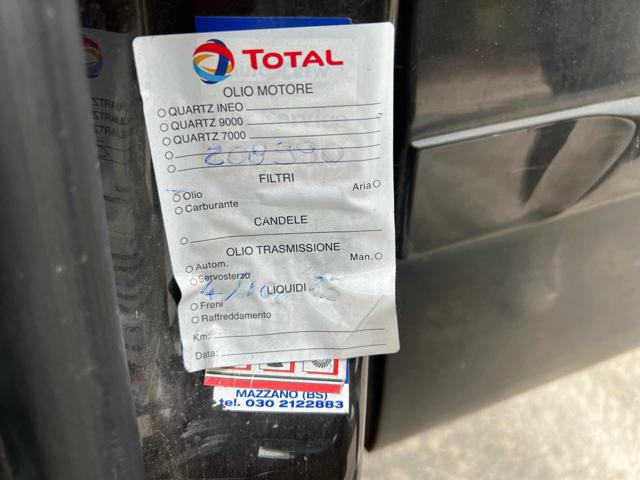 TOTAL
OLIO MOTORE
QUARTZ INEO
QUARTZ 9000
QUARTZ 7000
208390
FILTRI
Olio Aria
Carburante
CANDELE
OLIO TRASMISSIONE
Autom. Man.
Servosterzo
LIQUIDI
Freni
Raffreddamento
Km:
Data:
MAZZANO (BS)
tel. 030 2122883